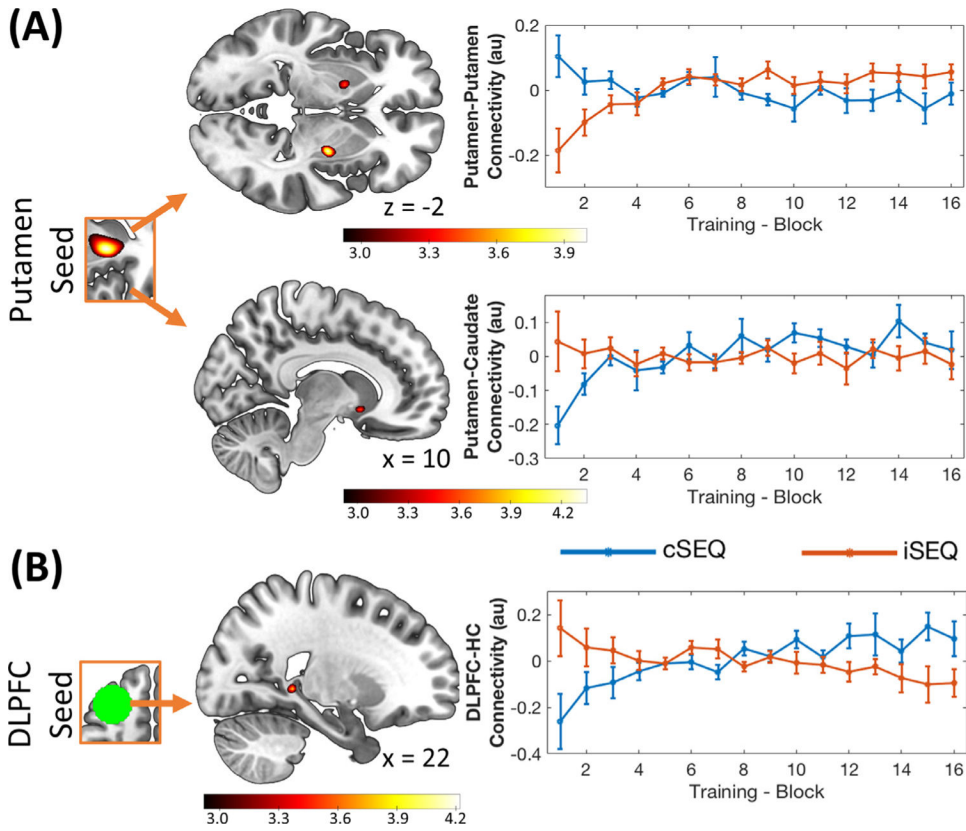 (A)
Putamen
Seed
z = -2
3.0 3.3 3.6 3.9
Putamen-Putamen
Connectivity (au)
0.2
0
-0.2
2 4 6 8 10 12 14 16
Training - Block
x = 10
3.0 3.3 3.6 3.9 4.2
Putamen-Caudate
Connectivity (au)
0.1
0
-0.1
-0.2
-0.3
2 4 6 8 10 12 14 16
Training - Block
cSEQ iSEQ
(B)
DLPFC
Seed
x = 22
3.0 3.3 3.6 3.9 4.2
DLPFC-HC
Connectivity (au)
0.2
0
-0.2
-0.4
2 4 6 8 10 12 14 16
Training - Block